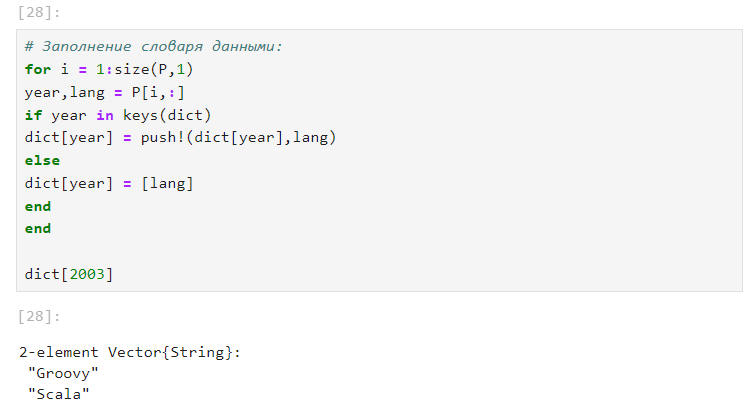 [28]:
# Заполнение словаря данными:
for i = 1:size(P,1)
year,lang = P[i,:]
if year in keys(dict)
dict[year] = push!(dict[year],lang)
else
dict[year] = [lang]
end
end
dict[2003]
[28]:
2-element Vector{String}:
"Groovy"
"Scala"